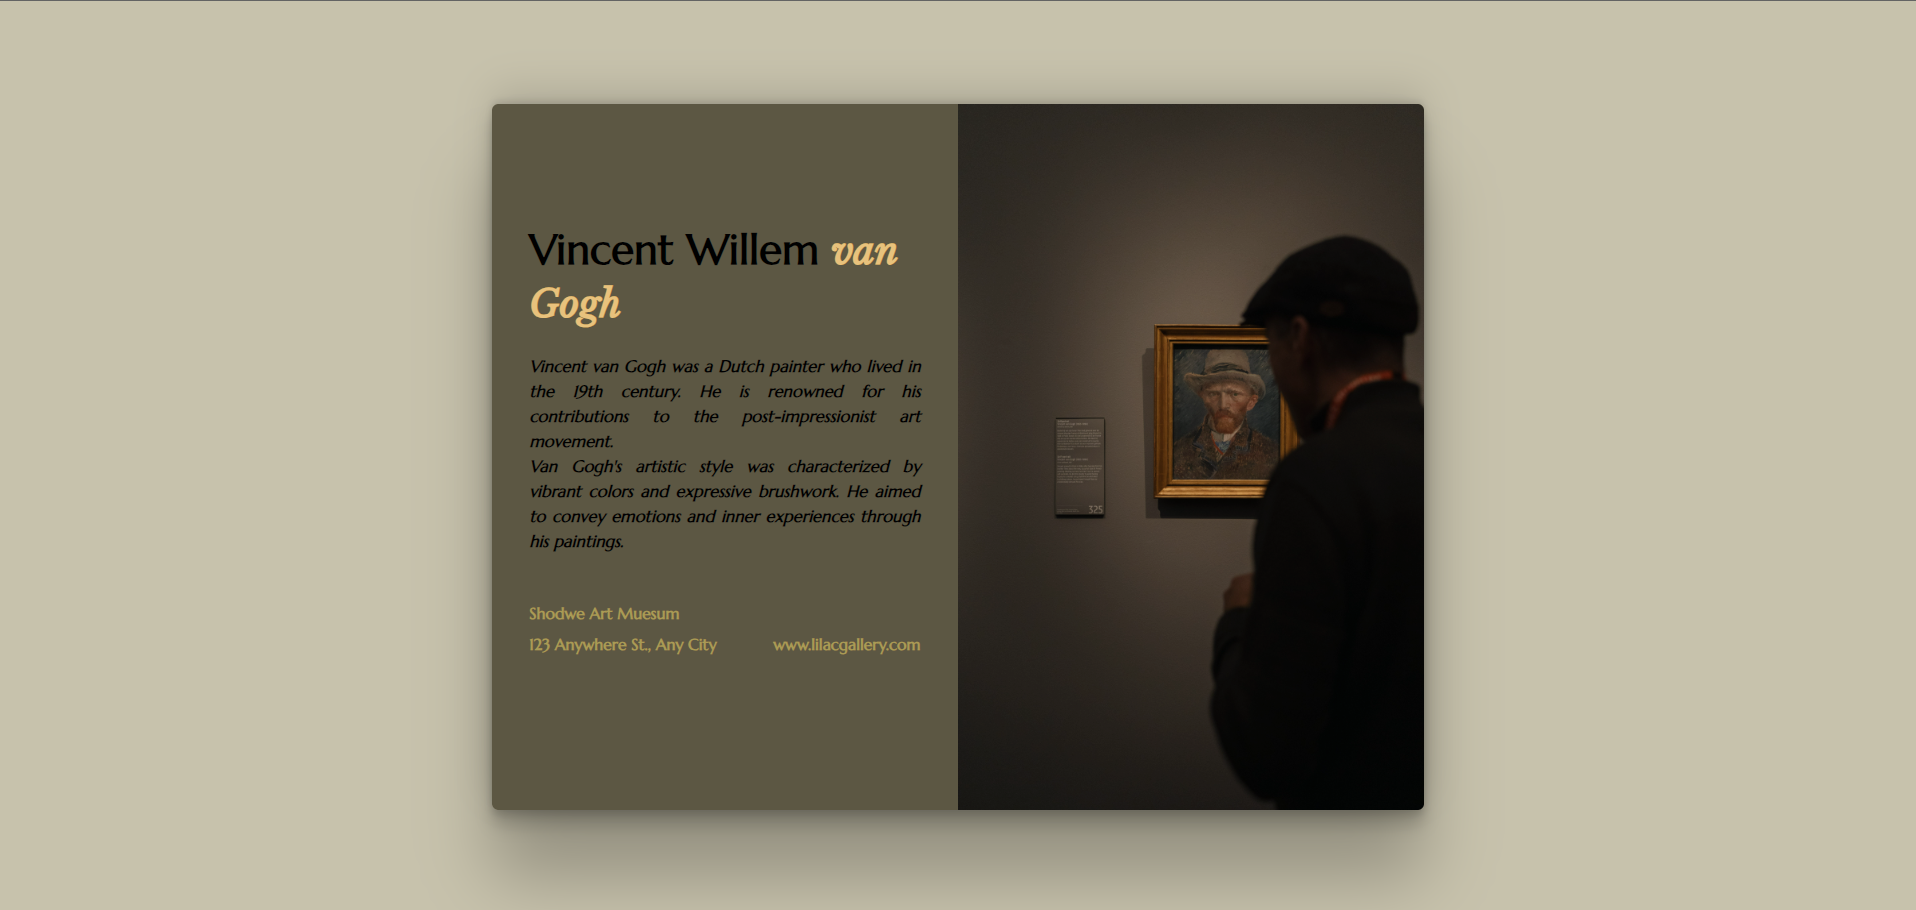 Vincent Willem van
Gogh
Vincent van Gogh was a Dutch painter who lived in
the 19th century. He is renowned for his
contributions to the post-impressionist art
movement.
Van Gogh's artistic style was characterized by
vibrant colors and expressive brushwork. He aimed
to convey emotions and inner experiences through
his paintings.
Shodwe Art Muesum
123 Anywhere St., Any City www.lilacgallery.com
325